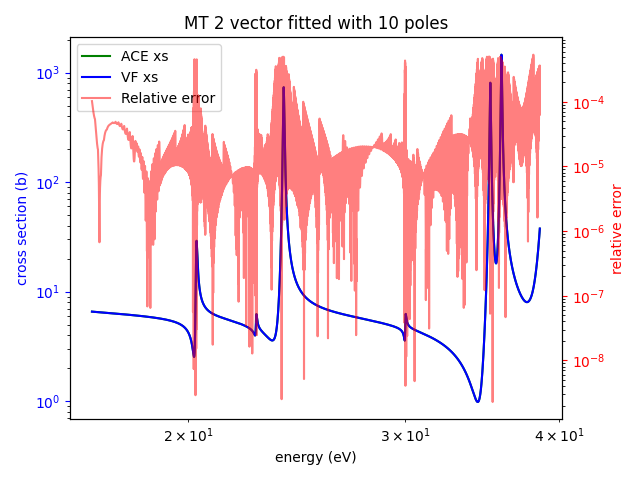 MT 2 vector fitted with 10 poles
ACE xs
VF xs
Relative error
10³
10²
10¹
10⁰
cross section (b)
10⁻⁴
10⁻⁵
10⁻⁶
10⁻⁷
10⁻⁸
relative error
2 × 10¹
3 × 10¹
4 × 10¹
energy (eV)